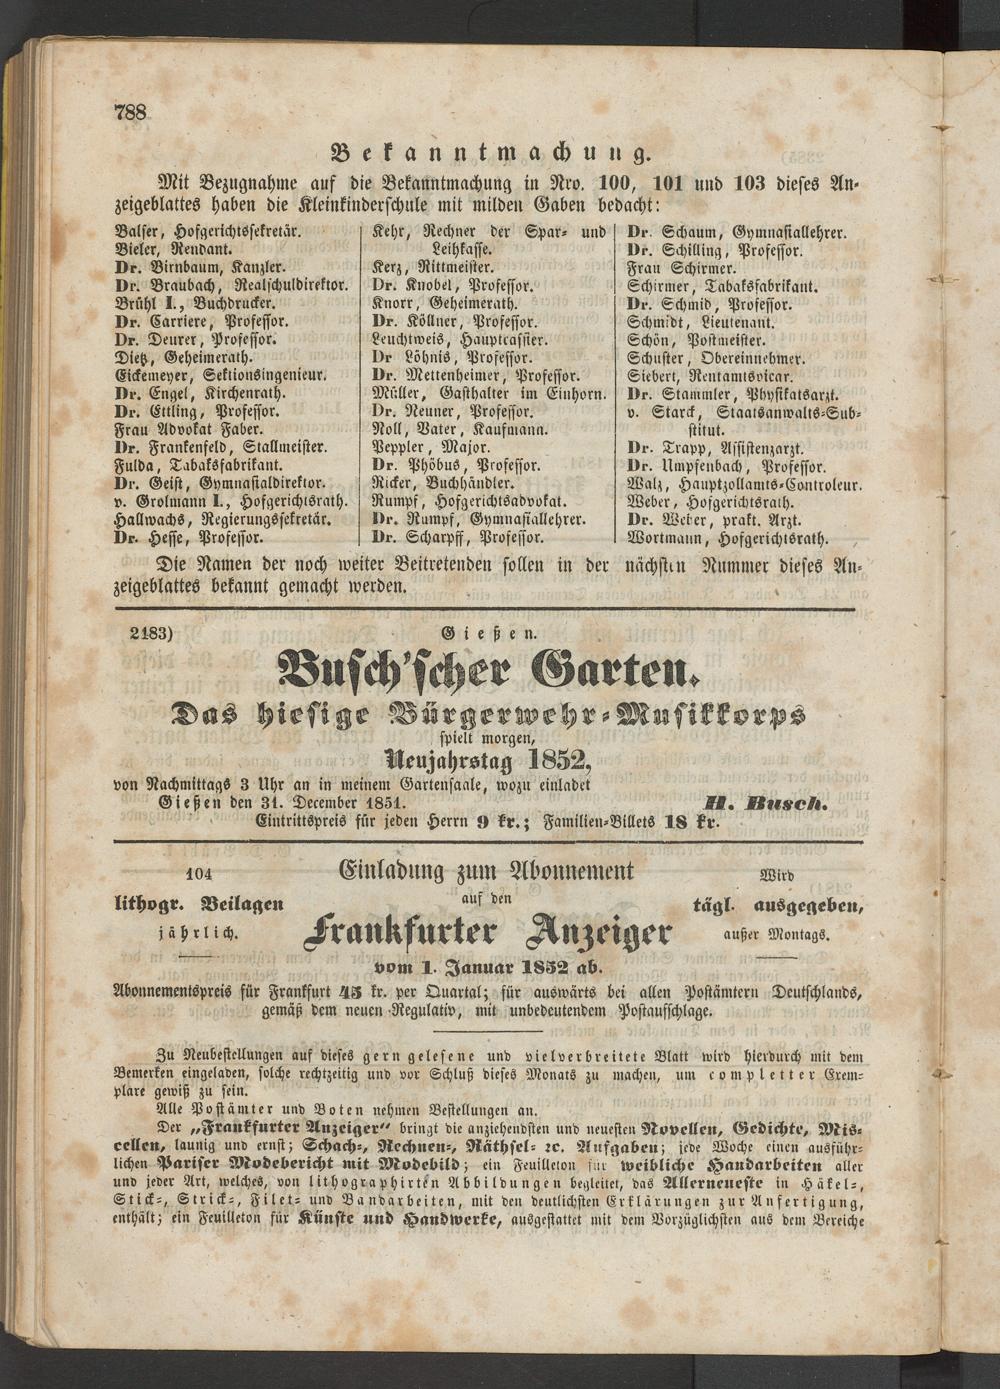 788
Bekanntmachung.
Mit Bezugnahme auf die Bekanntmachung in Nro. 100, 101 und 103 dieses An-
zeigeblattes haben die Kleinkinderschule mit milden Gaben bedacht:
Balser, Hofgerichtssekretär.
Bieler, Rendant.
Dr. Birnbaum, Kanzler.
Dr. Braubach, Realschuldirektor.
Brühl I., Buchdrucker.
Dr. Carriere, Professor.
Dr. Deurer, Professor.
Dietz, Geheimerath.
Eickemeyer, Sektionsingenieur.
Dr. Engel, Kirchenrath.
Dr. Ettling, Professor.
Frau Advokat Faber.
Dr. Frankenfeld, Stallmeister.
Fulda, Tabaksfabrikant.
Dr. Geist, Gymnasialdirektor.
v. Grolmann I., Hofgerichtsrath.
Hallwachs, Regierungssekretär.
Dr. Hesse, Professor.
Kehr, Rechner der Spar- und
Leihkasse.
Kerz, Rittmeister.
Dr. Knobel, Professor.
Knorr, Geheimerath.
Dr. Köllner, Professor.
Leuchtweis, Hauptcassier.
Dr Löhnis, Professor.
Dr. Mettenheimer, Professor.
Müller, Gasthalter im Einhorn.
Dr. Neuner, Professor.
Noll, Vater, Kaufmann.
Peppler, Major.
Dr. Phöbus, Professor.
Ricker, Buchhändler.
Rumpf, Hofgerichtsadvokat.
Dr. Rumpf, Gymnasiallehrer.
Dr. Scharpff, Professor.
Dr. Schaum, Gymnasiallehrer.
Dr. Schilling, Professor.
Frau Schirmer.
Schirmer, Tabaksfabrikant.
Dr. Schmid, Professor.
Schmidt, Lieutenant.
Schön, Postmeister.
Schuster, Obereinnehmer.
Siebert, Rentamtsvicar.
Dr. Stammler, Physikatsarzt.
v. Starck, Staatsanwalts-Sub-
stitut.
Dr. Trapp, Assistenzarzt.
Dr. Umpfenbach, Professor.
Walz, Hauptzollamts-Controleur.
Weber, Hofgerichtsrath.
Dr. Weber, prakt. Arzt.
Wortmann, Hofgerichtsrath.
Die Namen der noch weiter Beitretenden sollen in der nächsten Nummer dieses An-
zeigeblattes bekannt gemacht werden.
2183)
Gießen.
Busch'scher Garten.
Das hiesige Bürgerwehr-Musikkorps
spielt morgen,
Neujahrstag 1852,
von Nachmittags 3 Uhr an in meinem Gartensaale, wozu einladet
Gießen den 31. December 1851. H. Busch.
Eintrittspreis für jeden Herrn 9 kr.; Familien-Billets 18 kr.
104
lithogr. Beilagen
jährlich.
Einladung zum Abonnement
auf den
Frankfurter Anzeiger
vom 1. Januar 1852 ab.
Wird
tägl. ausgegeben,
außer Montags.
Abonnementspreis für Frankfurt 45 kr. per Quartal; für auswärts bei allen Postämtern Deutschlands,
gemäß dem neuen Regulativ, mit unbedeutendem Postaufschlage.
Zu Neubestellungen auf dieses gern gelesene und vielverbreitete Blatt wird hierdurch mit dem
Bemerken eingeladen, solche rechtzeitig und vor Schluß dieses Monats zu machen, um completter Exem-
plare gewiß zu sein.
Alle Postämter und Boten nehmen Bestellungen an.
Der „Frankfurter Anzeiger" bringt die anziehendsten und neuesten Novellen, Gedichte, Mis-
cellen, launig und ernst; Schach-, Rechnen-, Räthsel- ꝛc. Aufgaben; jede Woche einen ausführ-
lichen Pariser Modebericht mit Modebild; ein Feuilleton für weibliche Handarbeiten aller
und jeder Art, welches, von lithographirten Abbildungen begleitet, das Allerneueste in Häkel-,
Stick-, Strick-, Filet- und Bandarbeiten, mit den deutlichsten Erklärungen zur Anfertigung,
enthält; ein Feuilleton für Künste und Handwerke, ausgestattet mit dem Vorzüglichsten aus dem Bereiche